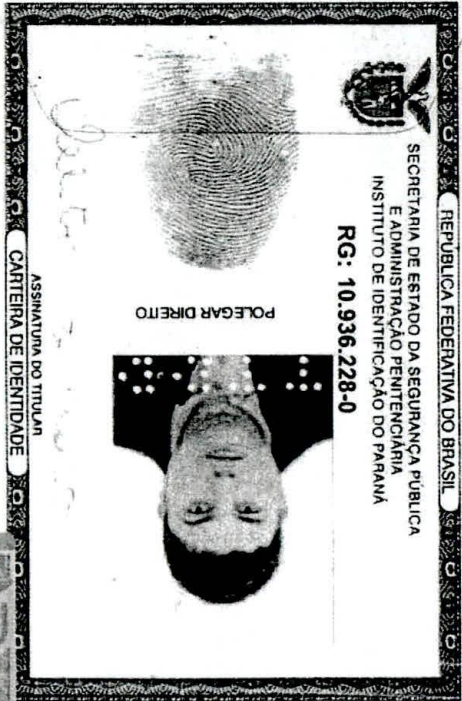 REPÚBLICA FEDERATIVA DO BRASIL
SECRETARIA DE ESTADO DA SEGURANÇA PÚBLICA
E ADMINISTRAÇÃO PENITENCIÁRIA
INSTITUTO DE IDENTIFICAÇÃO DO PARANÁ
RG: 10.936.228-0
POLEGAR DIREITO
ASSINATURA DO TITULAR
CARTEIRA DE IDENTIDADE